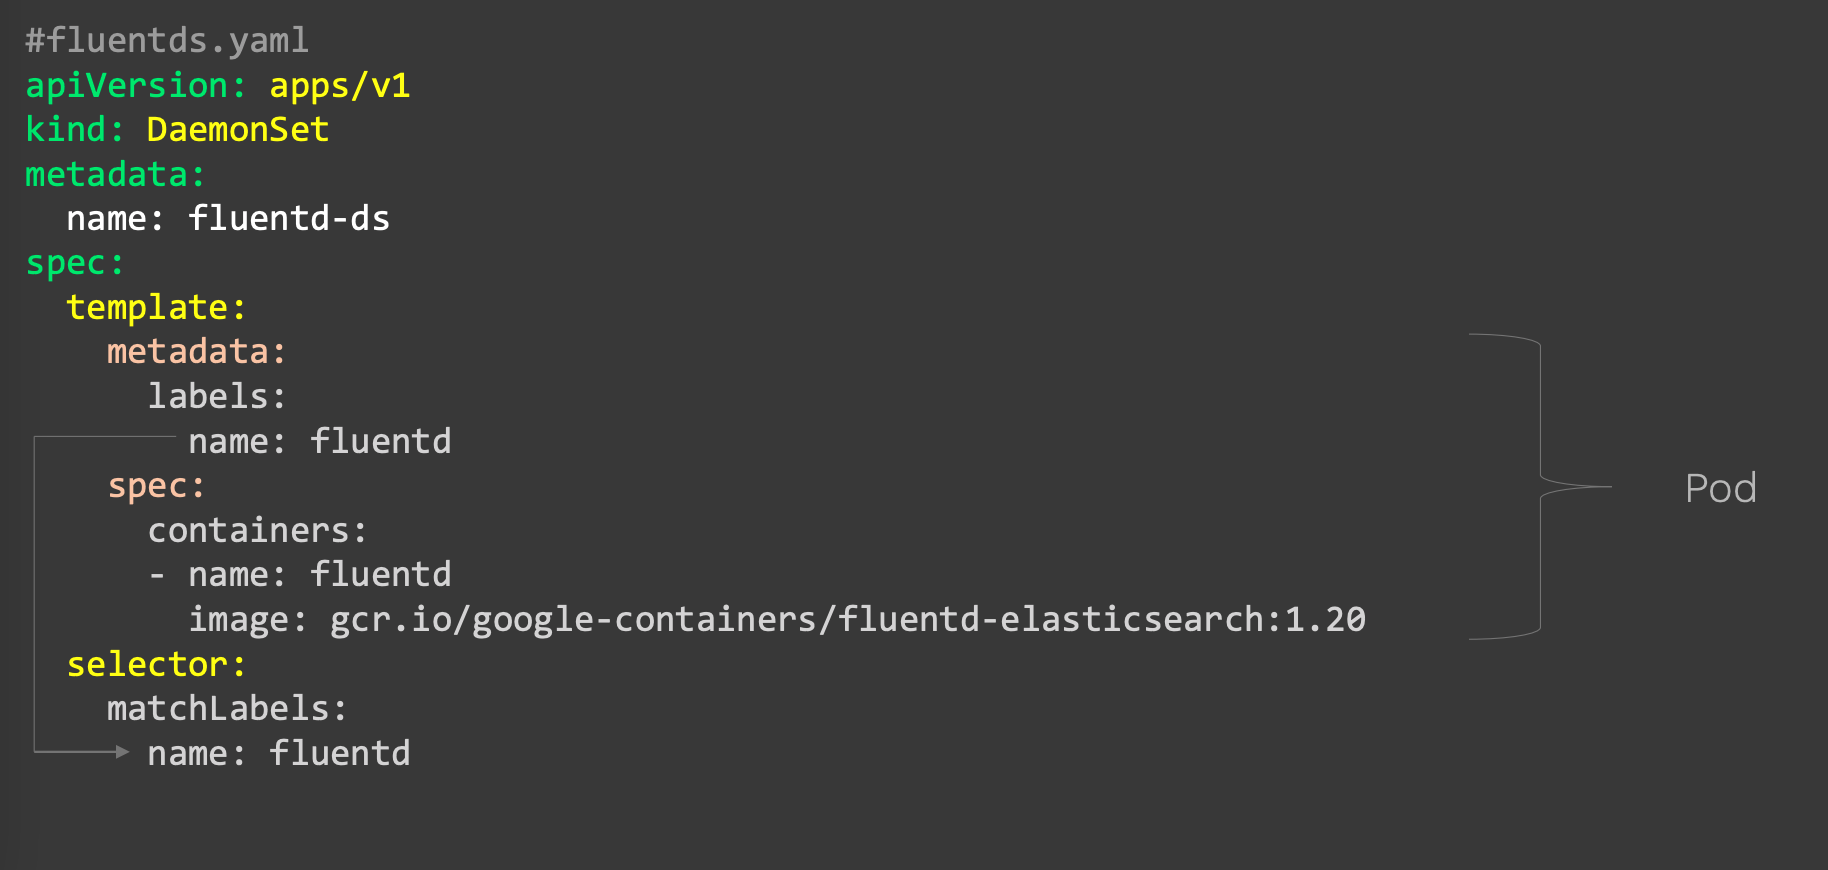 #fluentds.yaml
apiVersion: apps/v1
kind: DaemonSet
metadata:
  name: fluentd-ds
spec:
  template:
    metadata:
      labels:
        name: fluentd
    spec:
      containers:
      - name: fluentd
        image: gcr.io/google-containers/fluentd-elasticsearch:1.20
  selector:
    matchLabels:
      name: fluentd
Pod